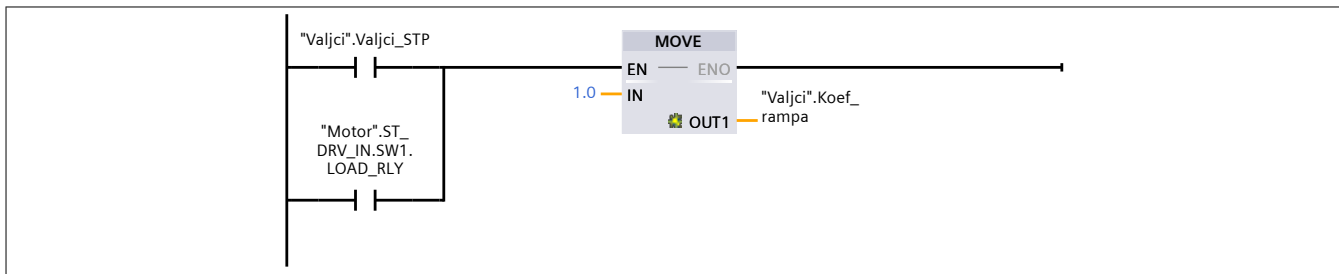 "Valjci".Valjci_STP
MOVE
EN
ENO
1.0
IN
"Valjci".Koef_
rampa
OUT1
"Motor".ST_
DRV_IN.SW1.
LOAD_RLY